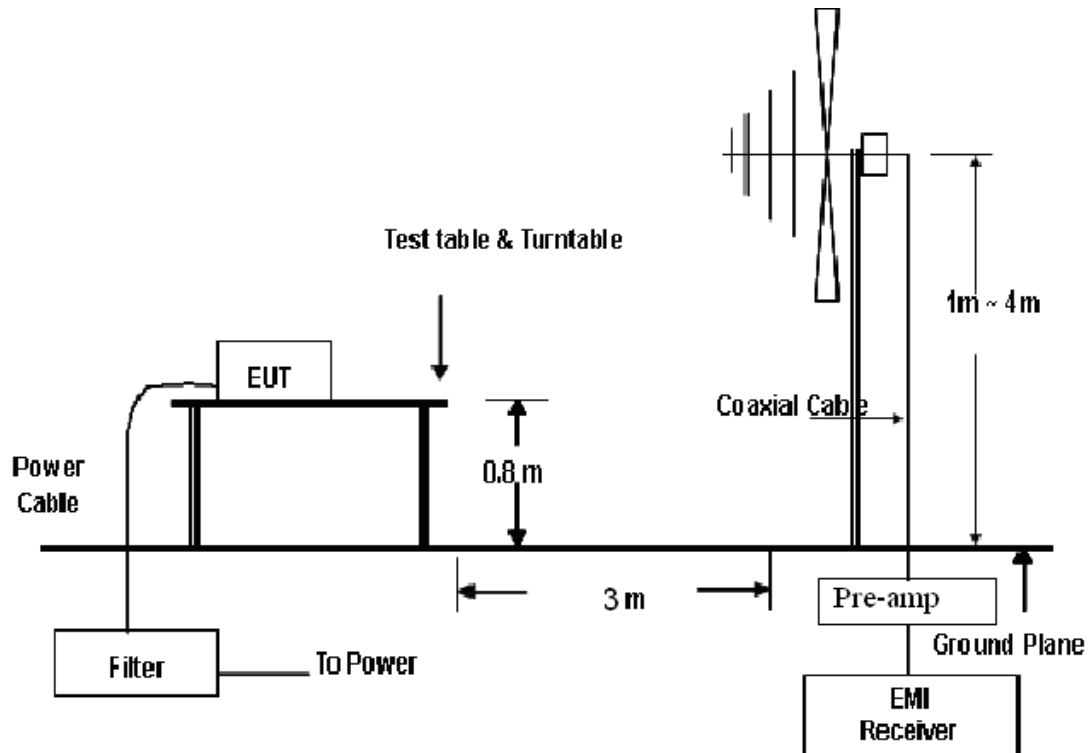 Test table & Turntable
1m ~ 4m
EUT
Coaxial Cable
0.8 m
Power
Cable
3 m
Pre-amp
Ground Plane
Filter
To Power
EMI
Receiver